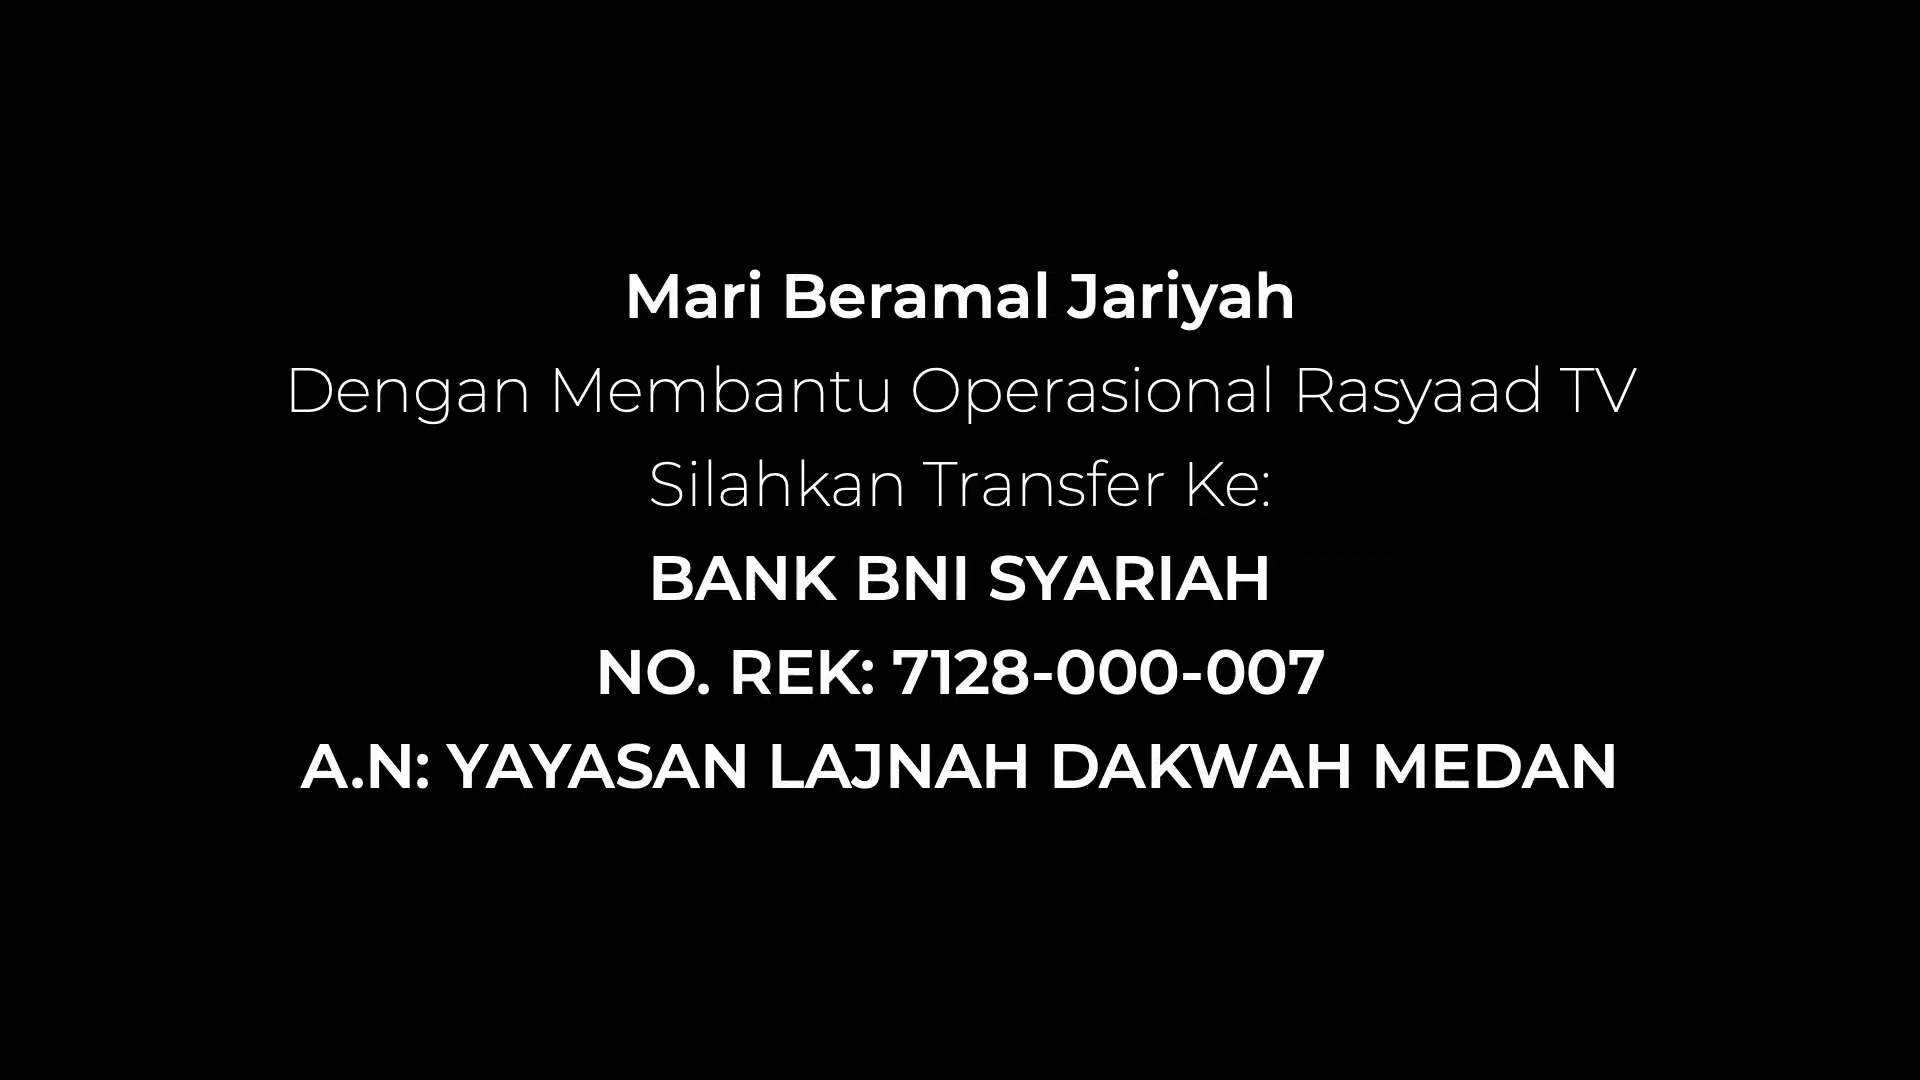 Mari Beramal Jariyah
Dengan Membantu Operasional Rasyaad TV
Silahkan Transfer Ke:
BANK BNI SYARIAH
NO. REK: 7128-000-007
A.N: YAYASAN LAJNAH DAKWAH MEDAN